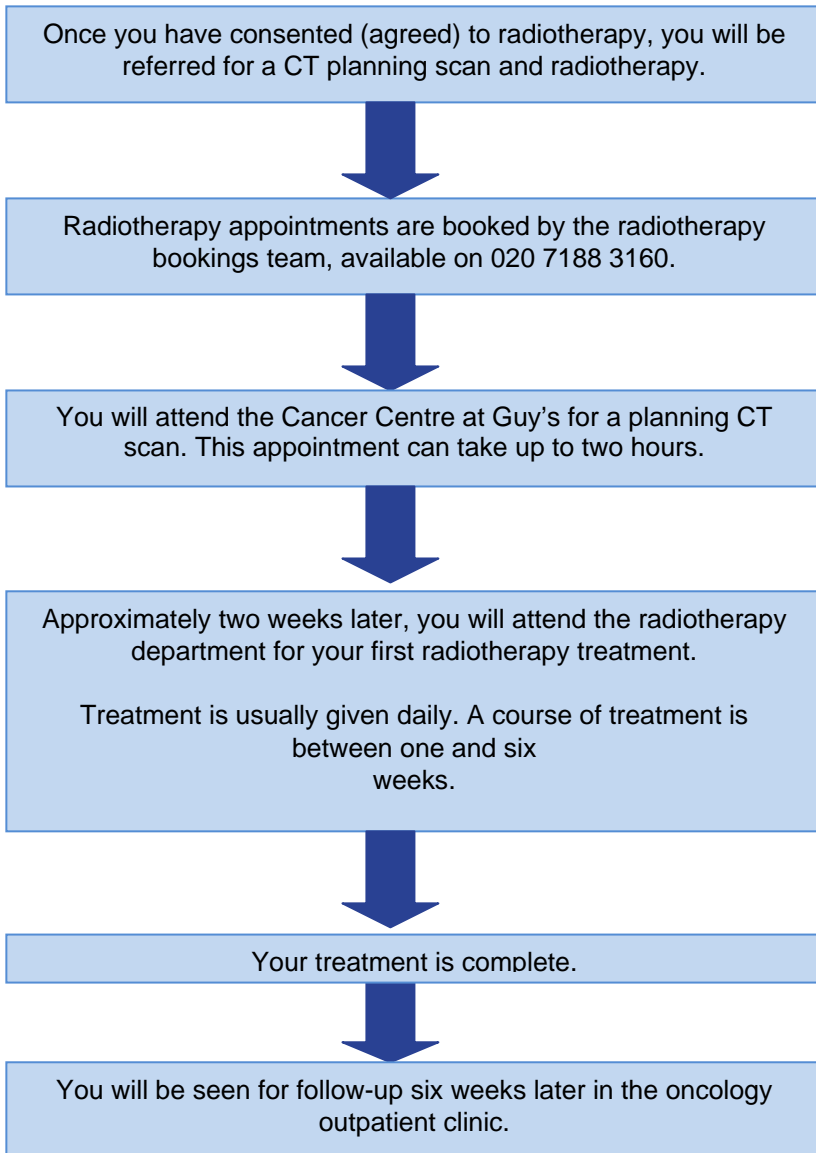 Once you have consented (agreed) to radiotherapy, you will be
referred for a CT planning scan and radiotherapy.
Radiotherapy appointments are booked by the radiotherapy
bookings team, available on 020 7188 3160.
You will attend the Cancer Centre at Guy’s for a planning CT
scan. This appointment can take up to two hours.
Approximately two weeks later, you will attend the radiotherapy
department for your first radiotherapy treatment.
Treatment is usually given daily. A course of treatment is
between one and six
weeks.
Your treatment is complete.
You will be seen for follow-up six weeks later in the oncology
outpatient clinic.